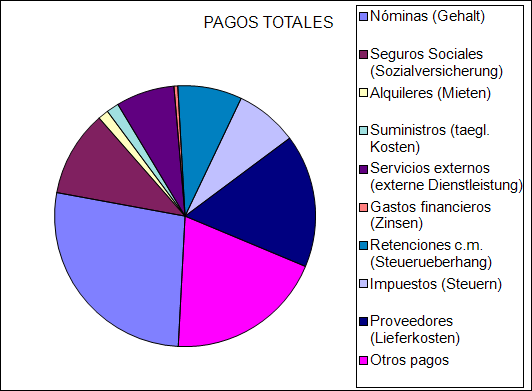 PAGOS TOTALES
Nóminas (Gehalt)
Seguros Sociales
(Sozialversicherung)
Alquileres (Mieten)
Suministros (taegl.
Kosten)
Servicios externos
(externe Dienstleistung)
Gastos financieros
(Zinsen)
Retenciones c.m.
(Steuerueberhang)
Impuestos (Steuern)
Proveedores
(Lieferkosten)
Otros pagos